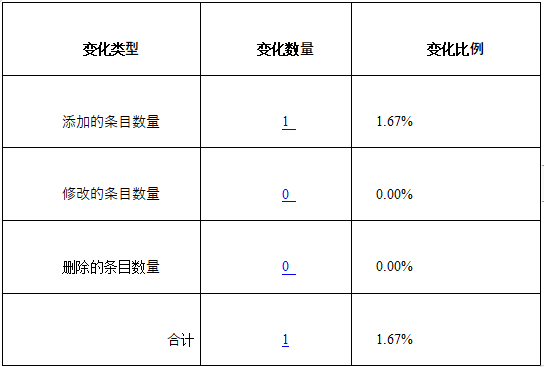 变化类型 变化数量 变化比例
添加的条目数量 1 1.67%
修改的条目数量 0 0.00%
删除的条目数量 0 0.00%
合计 1 1.67%